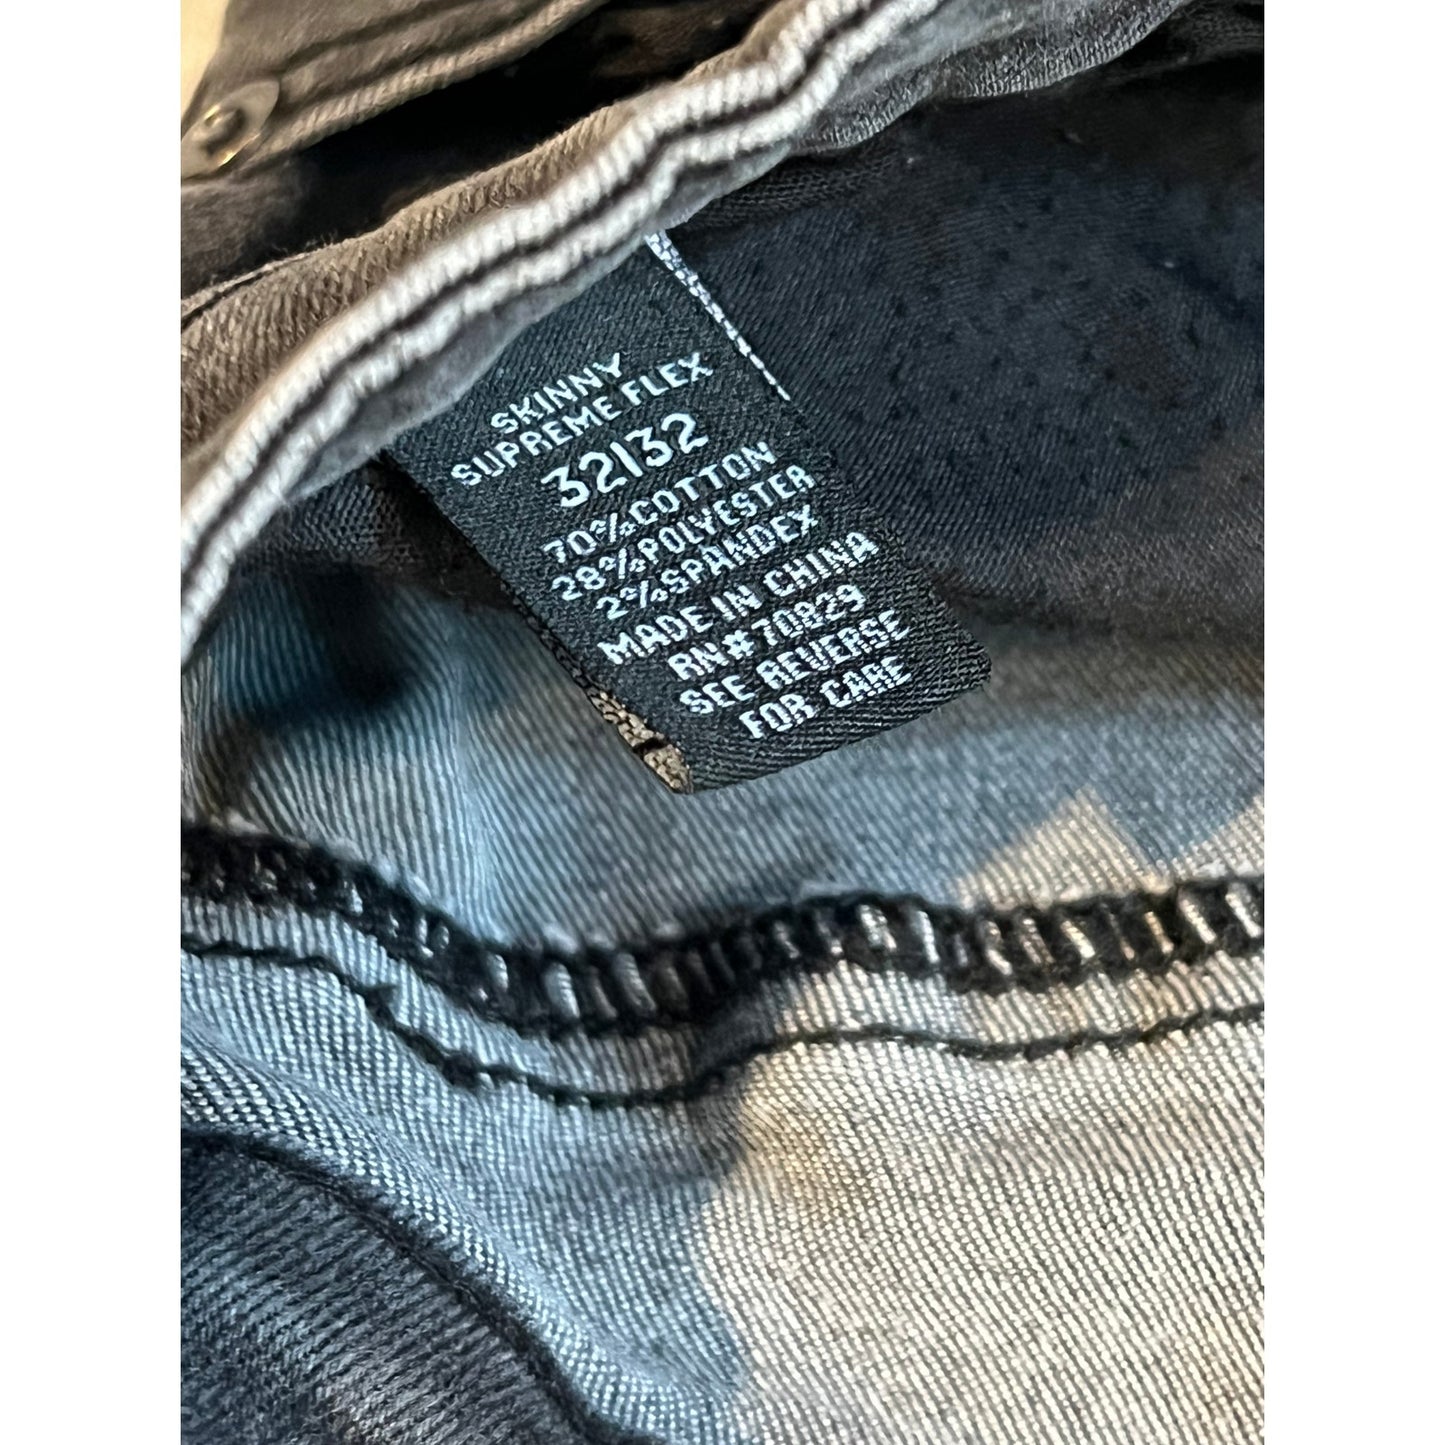 SKINNY
SUPREME FLEX
32/32
70%COTTON
28%POLYESTER
2%SPANDEX
MADE IN CHINA
RN# 70829
SEE REVERSE
FOR CARE